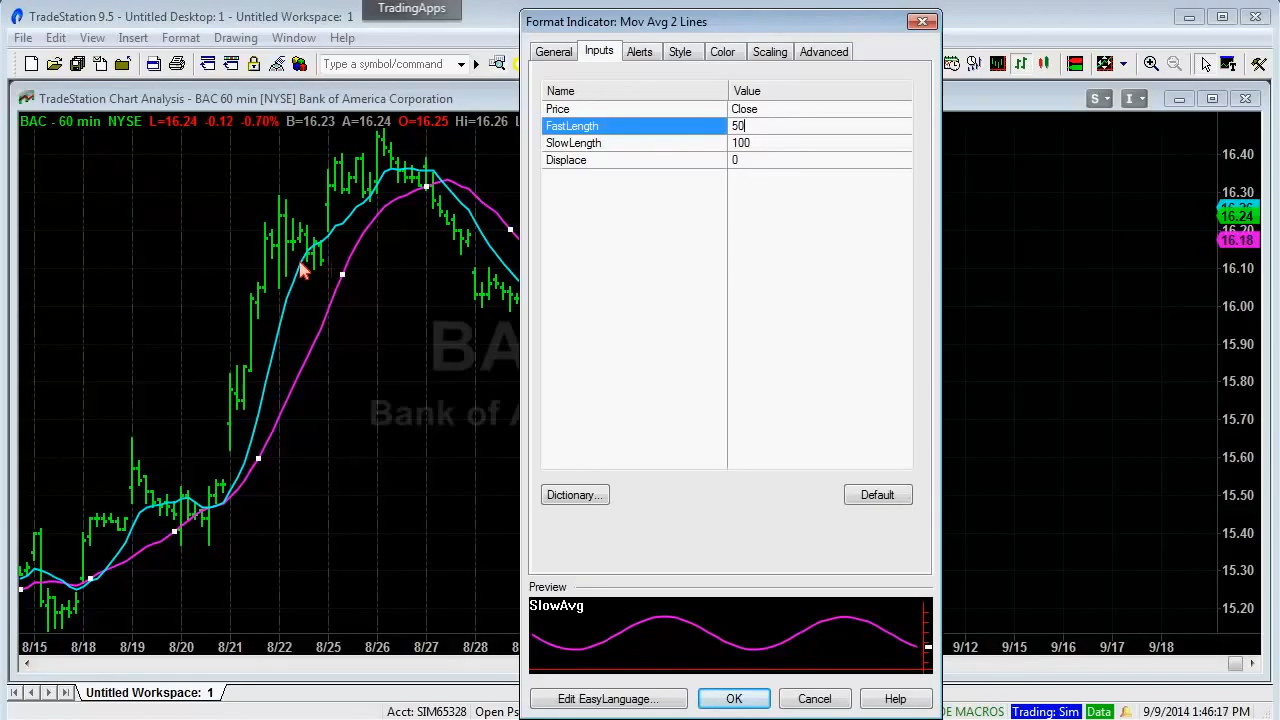 TradeStation 9.5 - Untitled Desktop: 1 - Untitled Workspace: 1
TradingApps
File Edit View Insert Format Drawing Window Help
Type a symbol/command
TradeStation Chart Analysis - BAC 60 min [NYSE] Bank of America Corporation
S I
BAC - 60 min NYSE L=16.24 -0.12 -0.70% B=16.23 A=16.24 O=16.25 Hi=16.26
Format Indicator: Mov Avg 2 Lines
General Inputs Alerts Style Color Scaling Advanced
Name Value
Price Close
FastLength 50
SlowLength 100
Displace 0
Dictionary... Default
Preview
SlowAvg
Edit EasyLanguage... OK Cancel Help
BA
Bank of A
16.40
16.30
16.24
16.18
16.10
16.00
15.90
15.80
15.70
15.60
15.50
15.40
15.30
15.20
8/15 8/18 8/19 8/20 8/21 8/22 8/25 8/26 8/27 8/28 9/12 9/15 9/16 9/17 9/18
Untitled Workspace: 1
Acct: SIM65328 Open Ps DE MACROS Trading: Sim Data 9/9/2014 1:46:17 PM